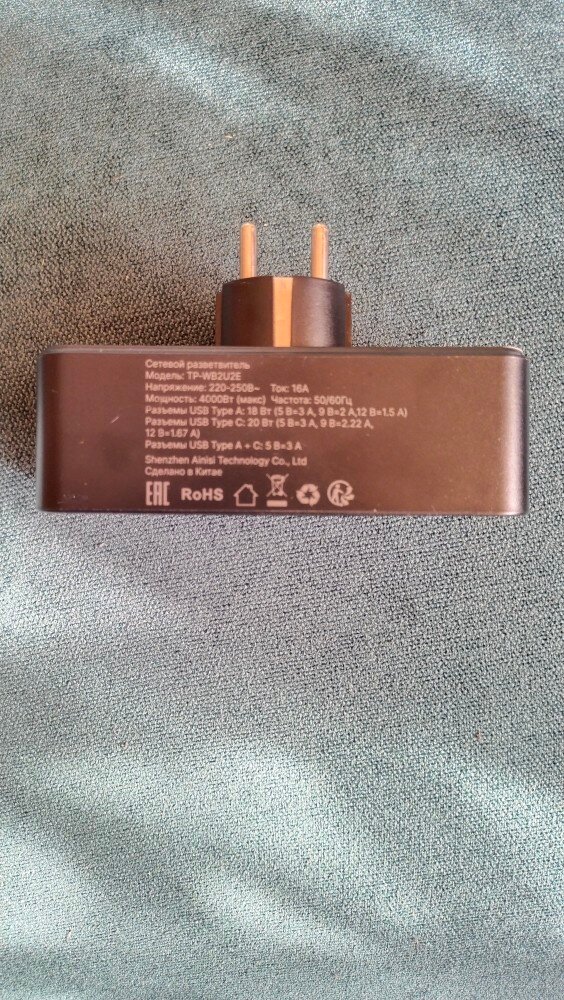 Сетевой разветвитель
Модель: TP-WB2U2E
Напряжение: 220-250В~ Ток: 16А
Мощность: 4000Вт (макс) Частота: 50/60Гц
Разъемы USB Type A: 18 Вт (5 В=3 А, 9 В=2 А,12 В=1.5 А)
Разъемы USB Type C: 20 Вт (5 В=3 А, 9 В=2.22 А,
12 В=1.67 А)
Разъемы USB Type A + C: 5 В=3 А
Shenzhen Ainisi Technology Co., Ltd
Сделано в Китае
EAC RoHS